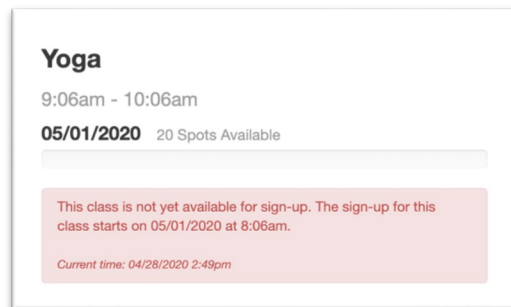 Yoga
9:06am - 10:06am
05/01/2020 20 Spots Available
This class is not yet available for sign-up. The sign-up for this
class starts on 05/01/2020 at 8:06am.
Current time: 04/28/2020 2:49pm